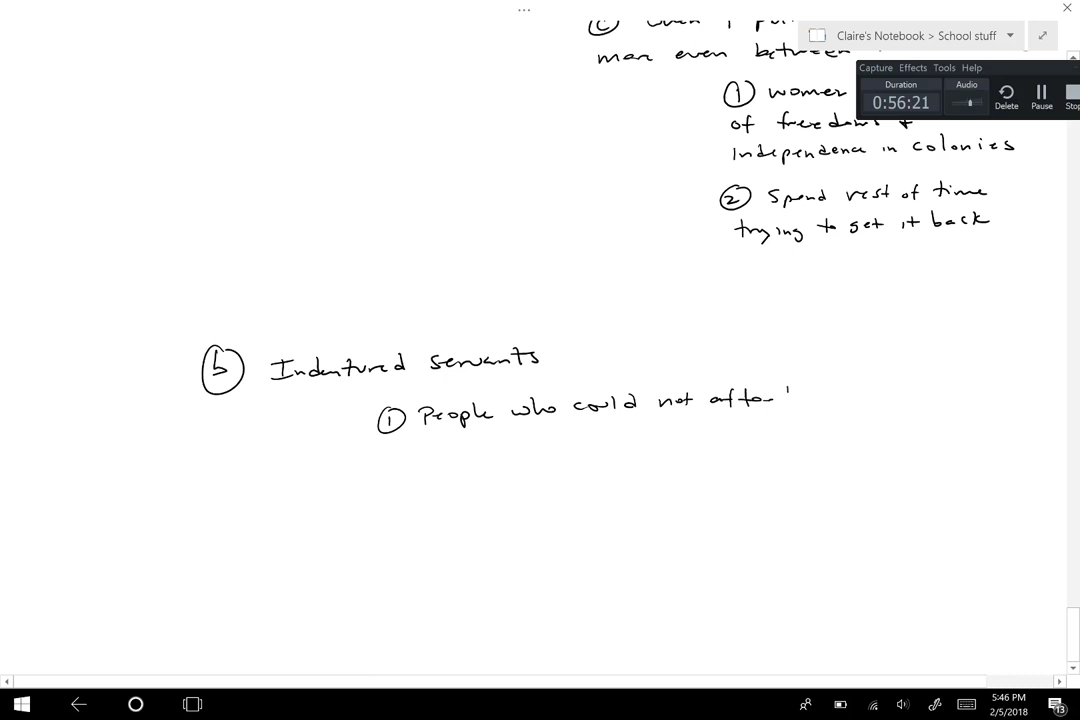 Claire's Notebook > School stuff
man even between
Capture Effects Tools Help
Duration Audio
0:56:21 Delete Pause Stop
① women
of freedom +
independence in colonies
② Spend rest of time
trying to get it back
ⓑ Indentured servants
① People who could not
5:46 PM
2/5/2018
13